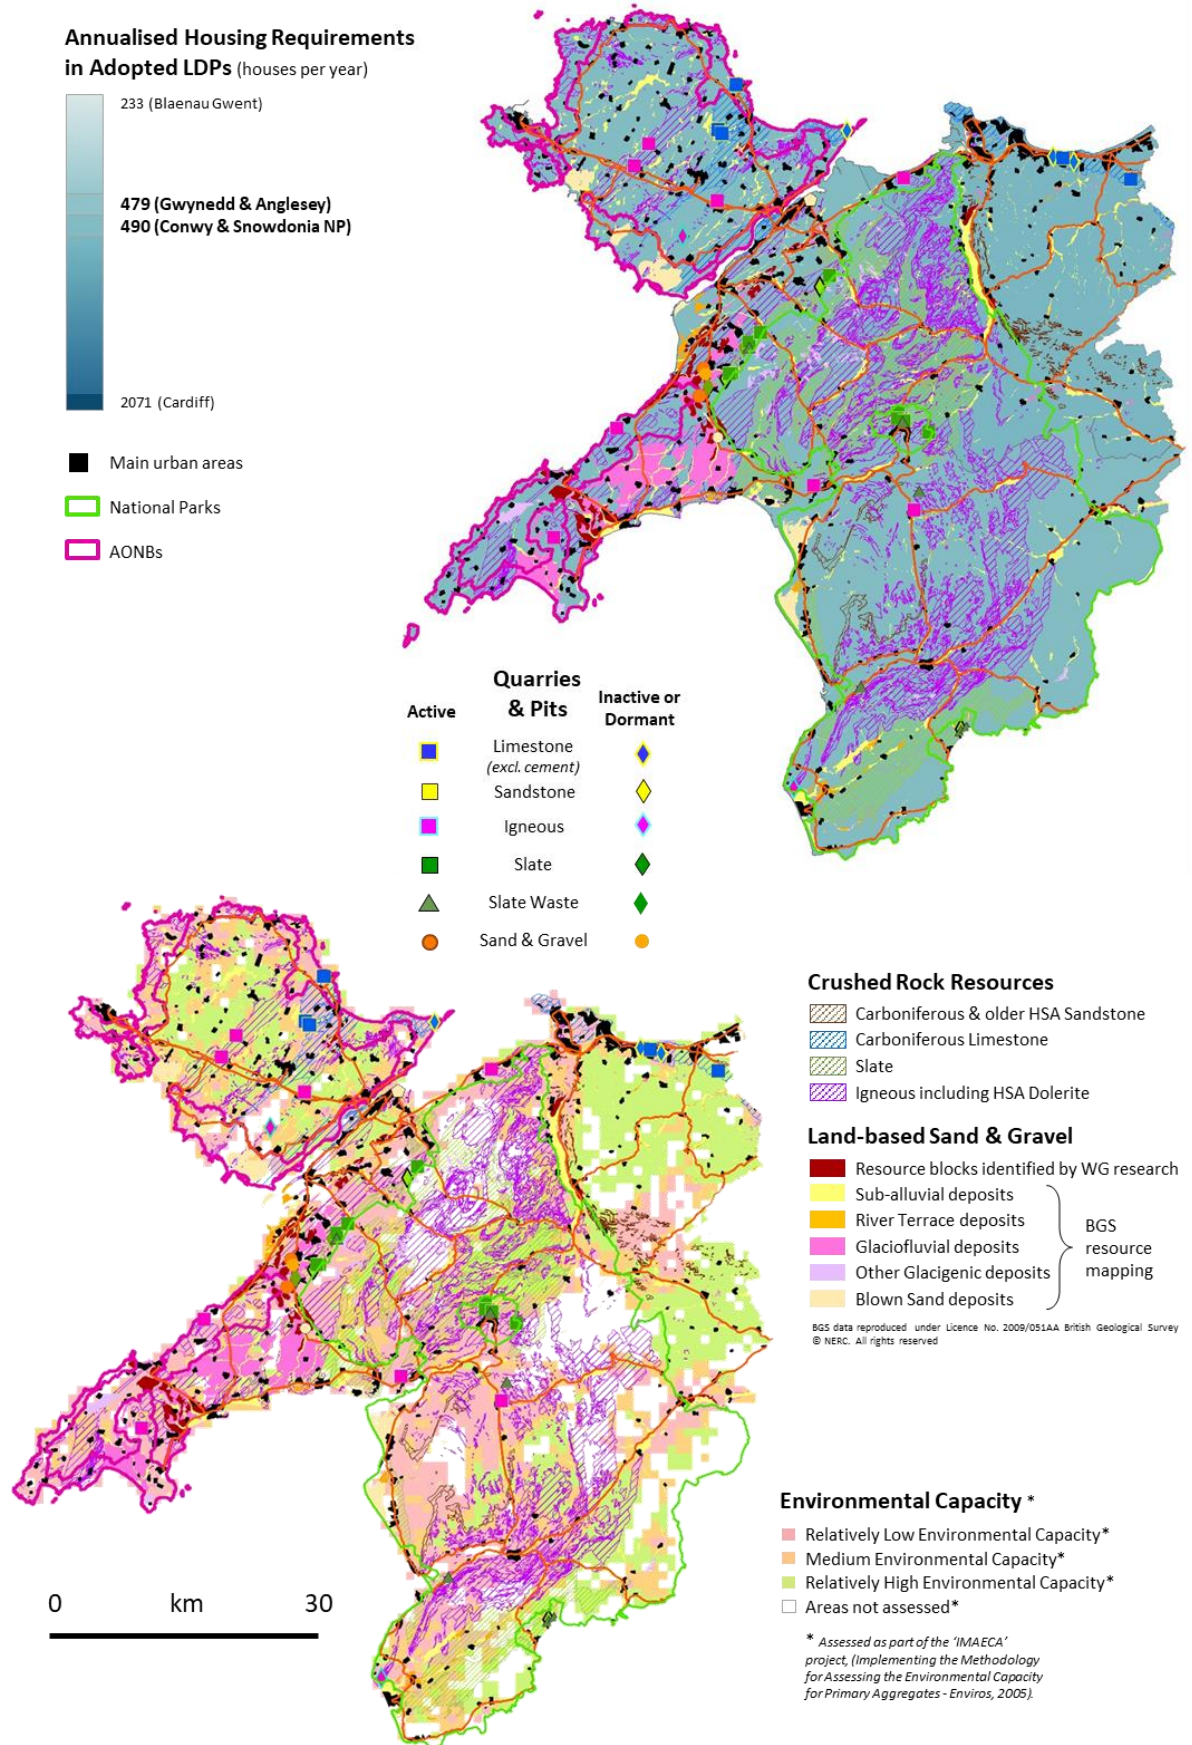 Annualised Housing Requirements
in Adopted LDPs (houses per year)
233 (Blaenau Gwent)
479 (Gwynedd & Anglesey)
490 (Conwy & Snowdonia NP)
2071 (Cardiff)
Main urban areas
National Parks
AONBs
Quarries
& Pits
Active
Inactive or
Dormant
Limestone
(excl. cement)
Sandstone
Igneous
Slate
Slate Waste
Sand & Gravel
Crushed Rock Resources
Carboniferous & older HSA Sandstone
Carboniferous Limestone
Slate
Igneous including HSA Dolerite
Land-based Sand & Gravel
Resource blocks identified by WG research
Sub-alluvial deposits
River Terrace deposits
Glaciofluvial deposits
Other Glacigenic deposits
Blown Sand deposits
BGS
resource
mapping
BGS data reproduced under Licence No. 2009/051AA British Geological Survey
© NERC. All rights reserved
Environmental Capacity *
Relatively Low Environmental Capacity*
Medium Environmental Capacity*
Relatively High Environmental Capacity*
Areas not assessed*
* Assessed as part of the 'IMAECA'
project, (Implementing the Methodology
for Assessing the Environmental Capacity
for Primary Aggregates - Enviros, 2005).
0 km 30